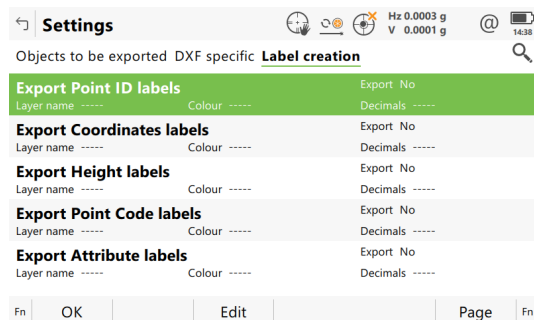 Settings
Hz 0.0003 g
V 0.0001 g
@
14:38
Objects to be exported DXF specific Label creation
Export Point ID labels Export No
Layer name ----- Colour ----- Decimals -----
Export Coordinates labels Export No
Layer name ----- Colour ----- Decimals -----
Export Height labels Export No
Layer name ----- Colour ----- Decimals -----
Export Point Code labels Export No
Layer name ----- Colour ----- Decimals -----
Export Attribute labels Export No
Layer name ----- Colour ----- Decimals -----
Fn OK Edit Page Fn